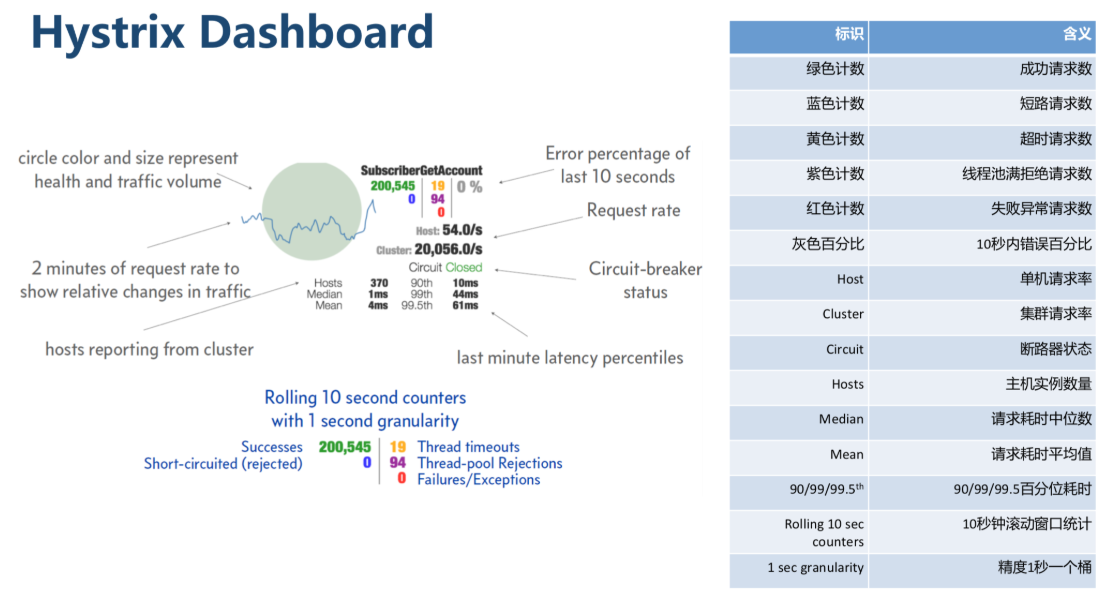 Hystrix Dashboard
circle color and size represent
health and traffic volume
2 minutes of request rate to
show relative changes in traffic
hosts reporting from cluster
SubscriberGetAccount
200,545 19 0 %
0 94
0
Host: 54.0/s
Cluster: 20,056.0/s
Circuit Closed
Hosts 370 90th 10ms
Median 1ms 99th 44ms
Mean 4ms 99.5th 61ms
Error percentage of
last 10 seconds
Request rate
Circuit-breaker
status
last minute latency percentiles
Rolling 10 second counters
with 1 second granularity
Successes 200,545 19 Thread timeouts
Short-circuited (rejected) 0 94 Thread-pool Rejections
0 Failures/Exceptions
标识 含义
绿色计数 成功请求数
蓝色计数 短路请求数
黄色计数 超时请求数
紫色计数 线程池满拒绝请求数
红色计数 失败异常请求数
灰色百分比 10秒内错误百分比
Host 单机请求率
Cluster 集群请求率
Circuit 断路器状态
Hosts 主机实例数量
Median 请求耗时中位数
Mean 请求耗时平均值
90/99/99.5th 90/99/99.5百分位耗时
Rolling 10 sec 10秒钟滚动窗口统计
counters
1 sec granularity 精度1秒一个桶